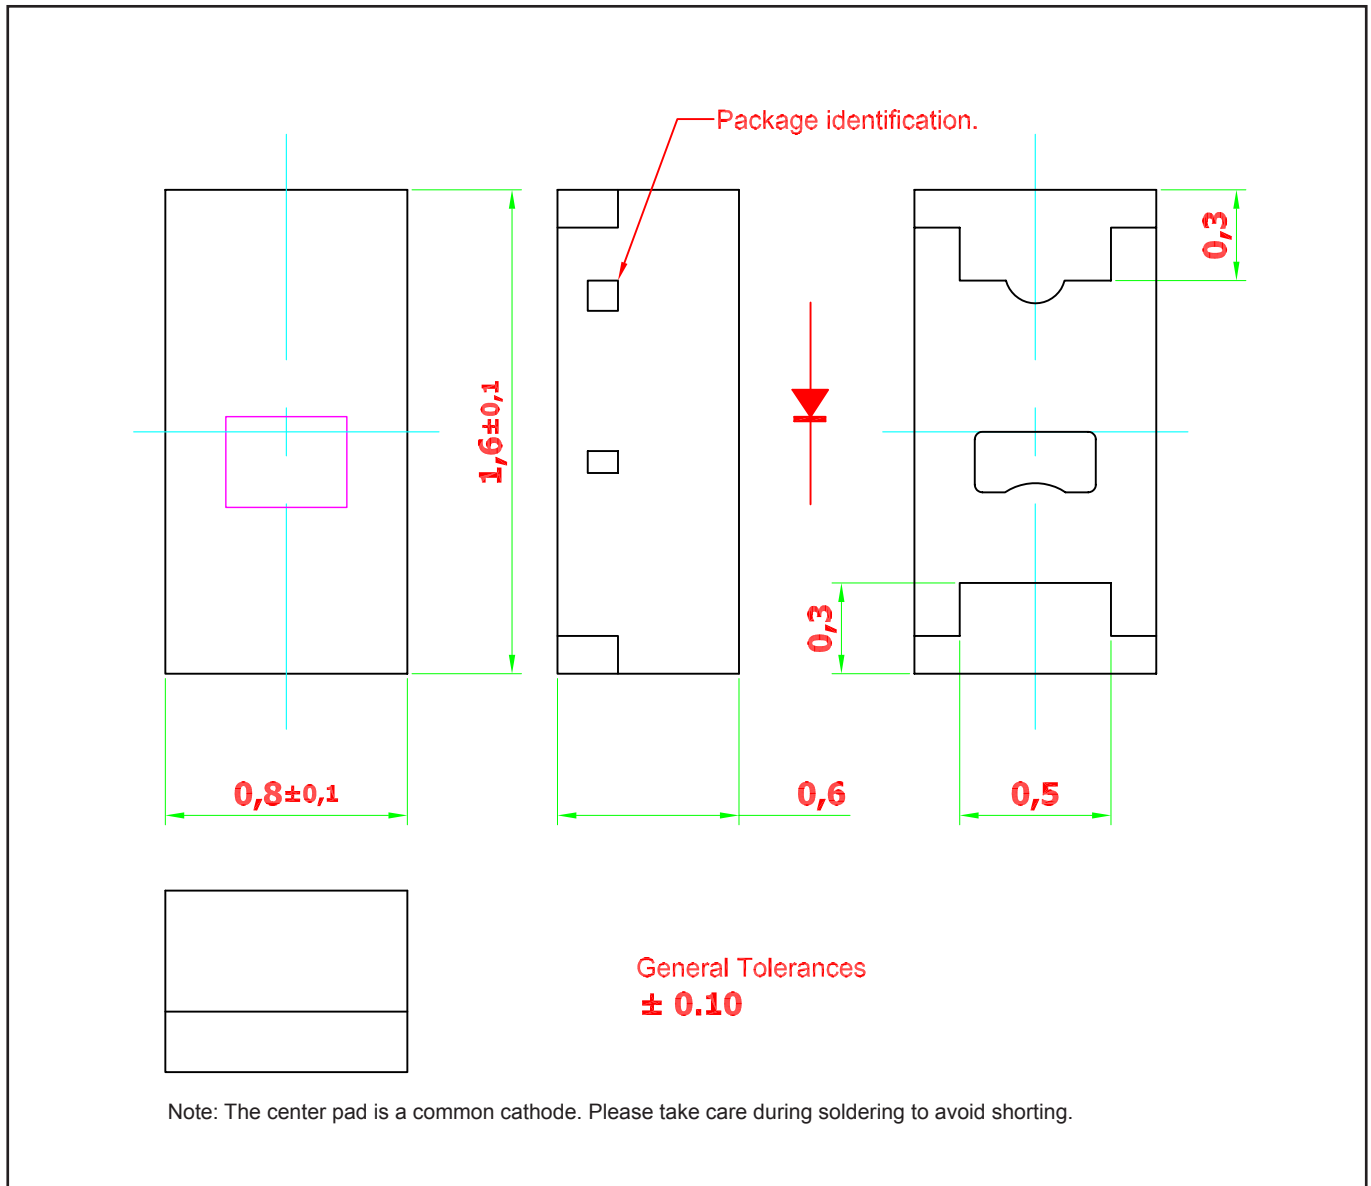 Package identification.
0,3
1,6±0,1
0,3
0,8±0,1
0,6
0,5
General Tolerances
± 0.10
Note: The center pad is a common cathode. Please take care during soldering to avoid shorting.